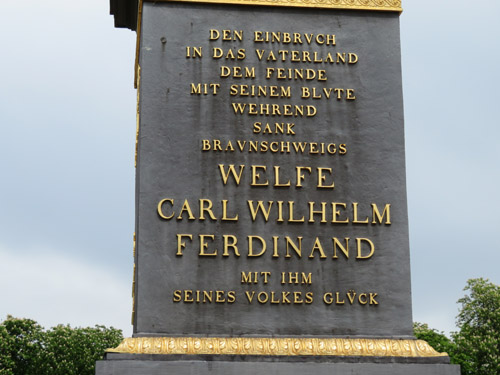 DEN EINBRVCH
IN DAS VATERLAND
DEM FEINDE
MIT SEINEM BLVTE
WEHREND
SANK
BRAVNSCHWEIGS
WELFE
CARL WILHELM
FERDINAND
MIT IHM
SEINES VOLKES GLÜCK